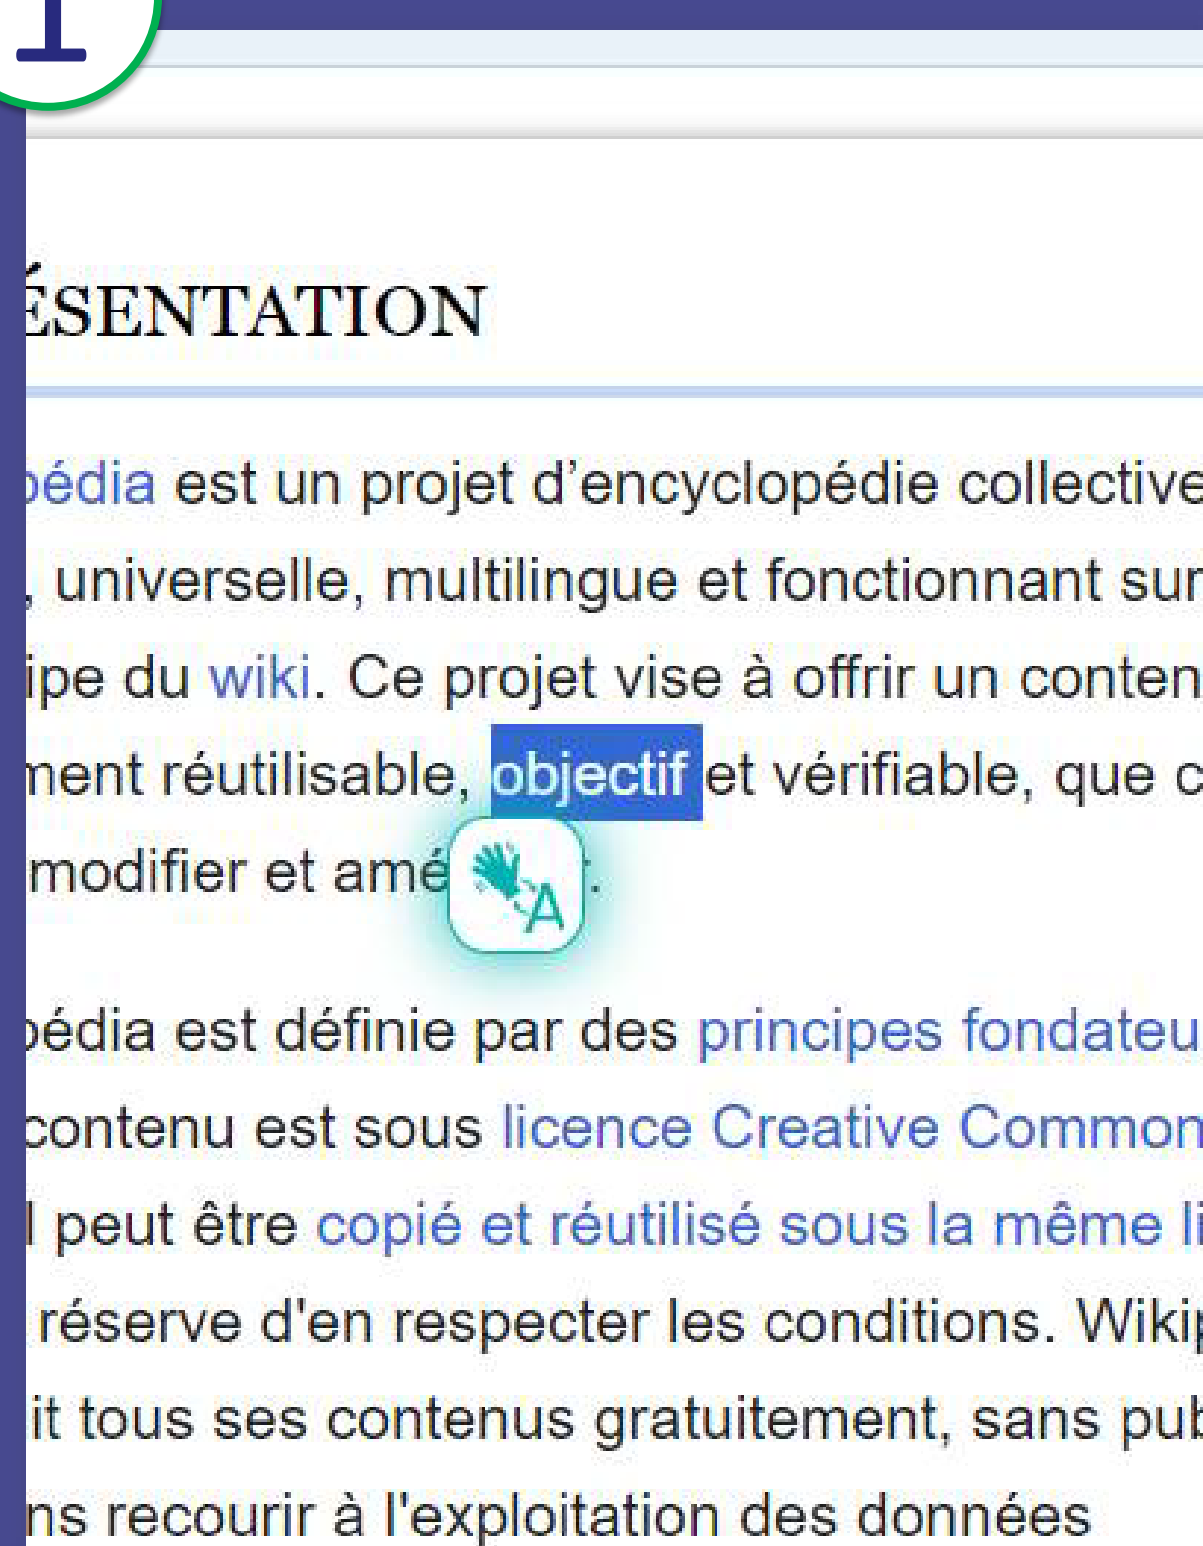 1
ÉSENTATION
pédia est un projet d’encyclopédie collective
, universelle, multilingue et fonctionnant sur
ipe du wiki. Ce projet vise à offrir un conten
ment réutilisable, objectif et vérifiable, que c
modifier et amé r.
A
pédia est définie par des principes fondateu
contenu est sous licence Creative Common
l peut être copié et réutilisé sous la même li
réserve d'en respecter les conditions. Wikip
it tous ses contenus gratuitement, sans pub
ns recourir à l'exploitation des données